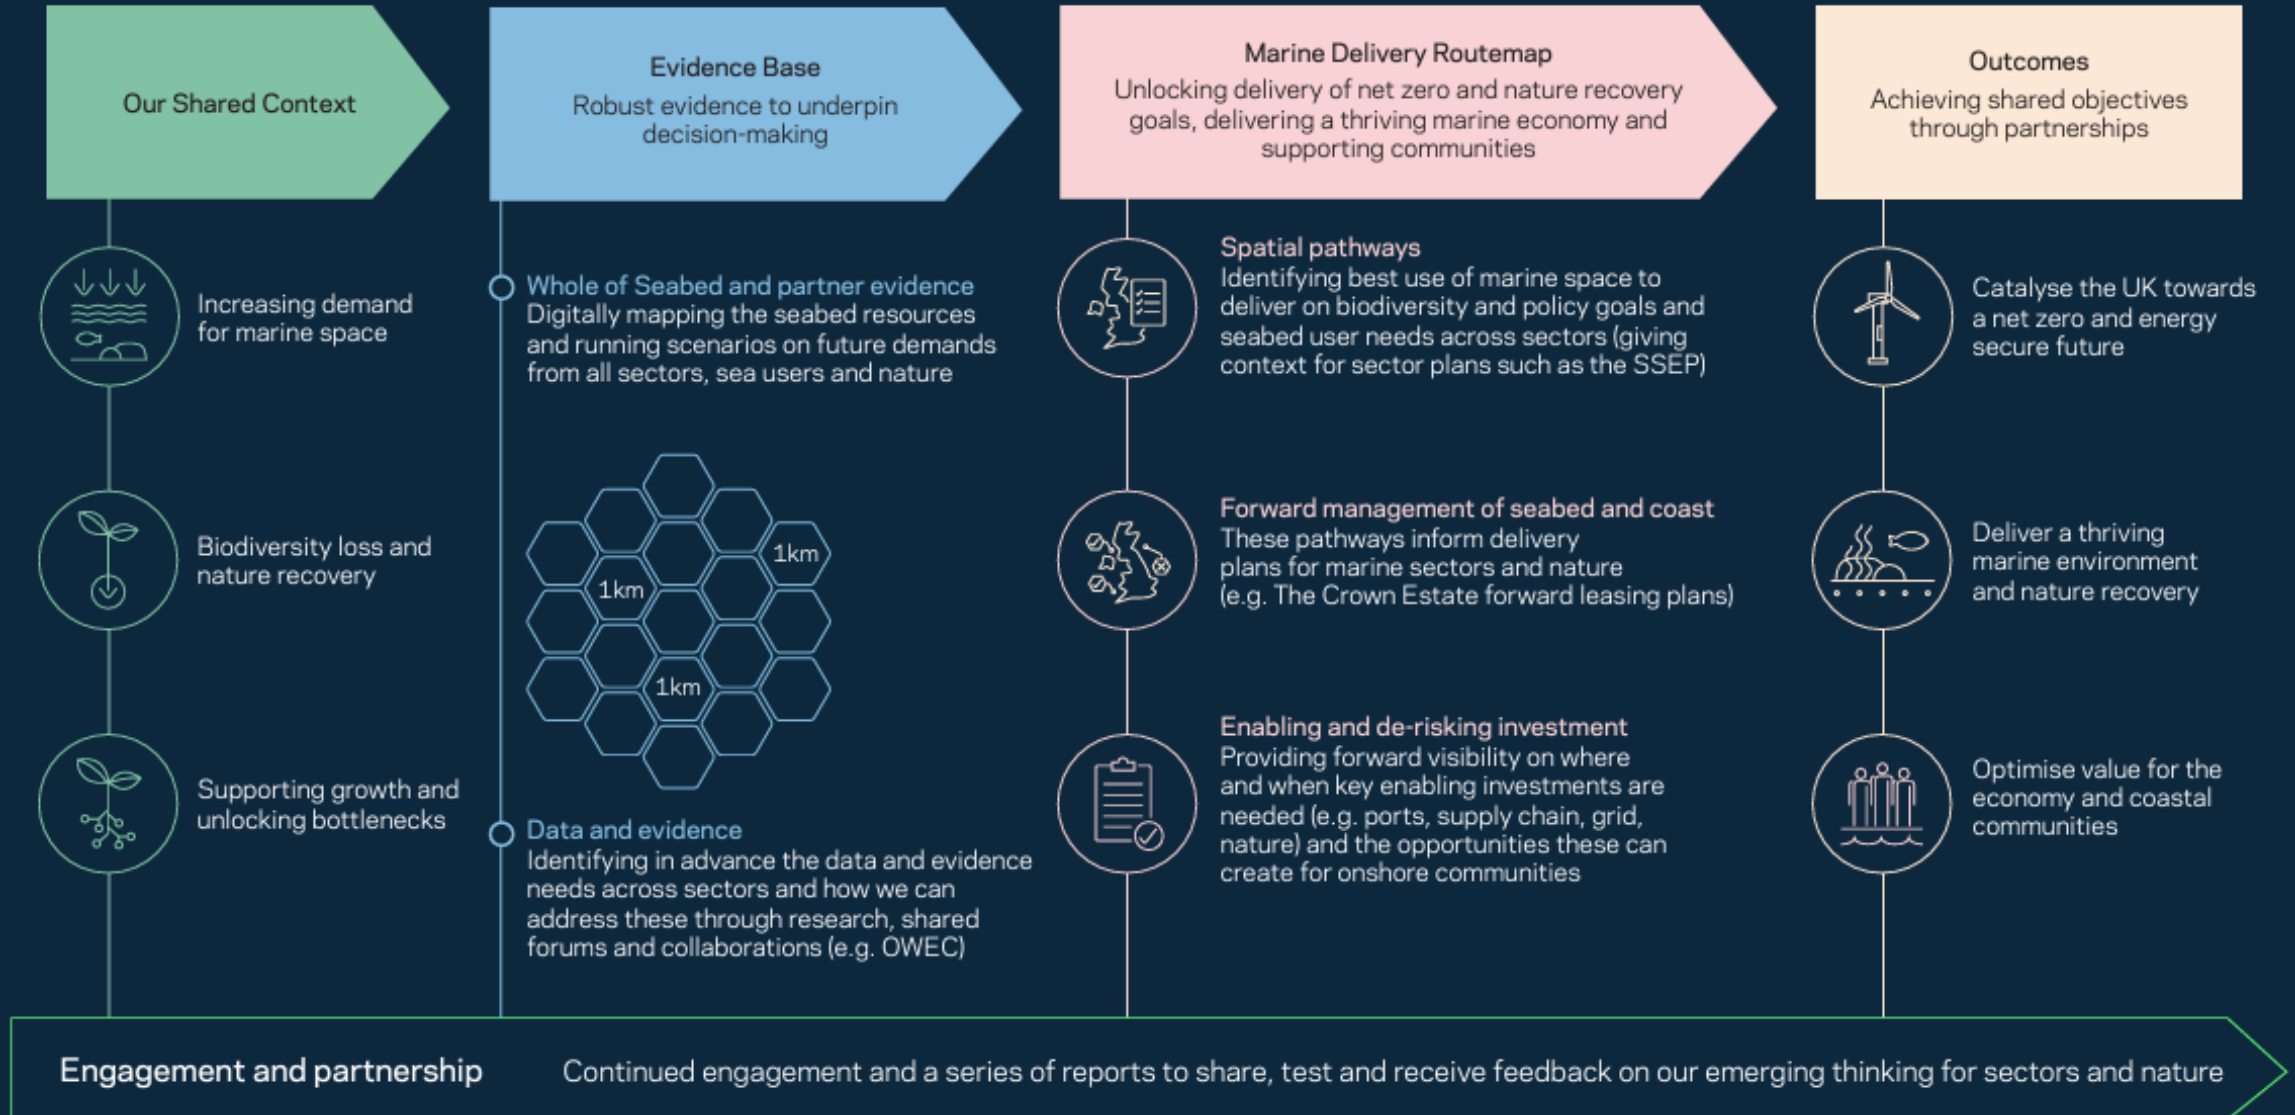 Our Shared Context
Evidence Base
Robust evidence to underpin
decision-making
Marine Delivery Routemap
Unlocking delivery of net zero and nature recovery
goals, delivering a thriving marine economy and
supporting communities
Outcomes
Achieving shared objectives
through partnerships
Increasing demand
for marine space
Biodiversity loss and
nature recovery
Supporting growth and
unlocking bottlenecks
Whole of Seabed and partner evidence
Digitally mapping the seabed resources
and running scenarios on future demands
from all sectors, sea users and nature
1km
1km
1km
Data and evidence
Identifying in advance the data and evidence
needs across sectors and how we can
address these through research, shared
forums and collaborations (e.g. OWEC)
Spatial pathways
Identifying best use of marine space to
deliver on biodiversity and policy goals and
seabed user needs across sectors (giving
context for sector plans such as the SSEP)
Forward management of seabed and coast
These pathways inform delivery
plans for marine sectors and nature
(e.g. The Crown Estate forward leasing plans)
Enabling and de-risking investment
Providing forward visibility on where
and when key enabling investments are
needed (e.g. ports, supply chain, grid,
nature) and the opportunities these can
create for onshore communities
Catalyse the UK towards
a net zero and energy
secure future
Deliver a thriving
marine environment
and nature recovery
Optimise value for the
economy and coastal
communities
Engagement and partnership
Continued engagement and a series of reports to share, test and receive feedback on our emerging thinking for sectors and nature